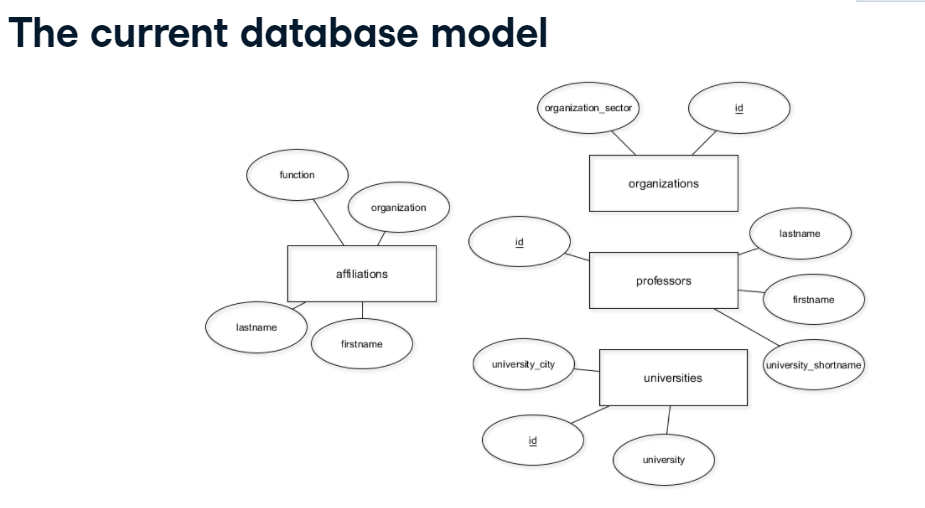 The current database model
organization_sector
id
function
organizations
organization
lastname
id
affiliations
professors
firstname
lastname
firstname
university_city
universities
university_shortname
id
university